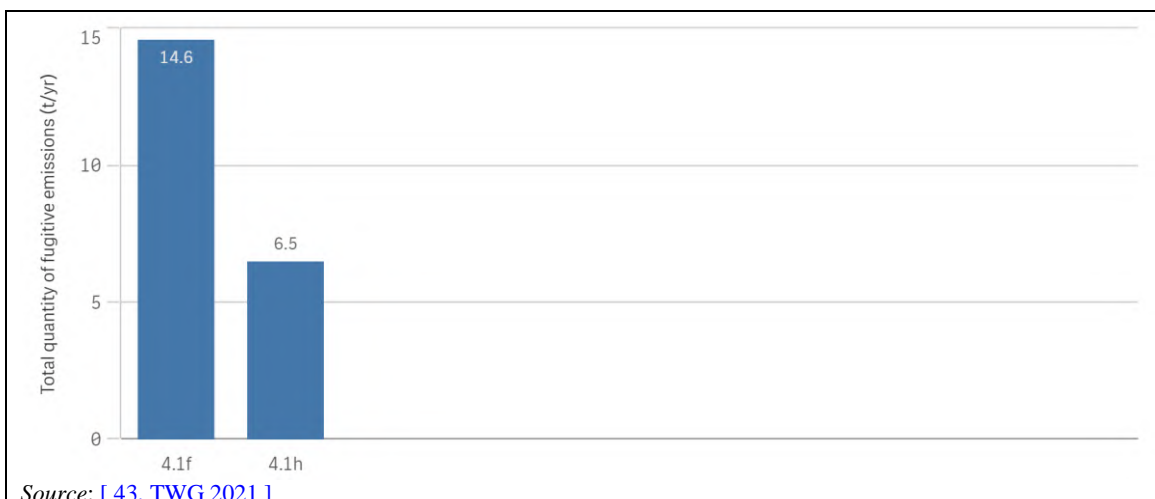 Total quantity of fugitive emissions (t/yr)
15
10
5
0
14.6
6.5
4.1f
4.1h
Source: [ 43, TWG 2021 ]